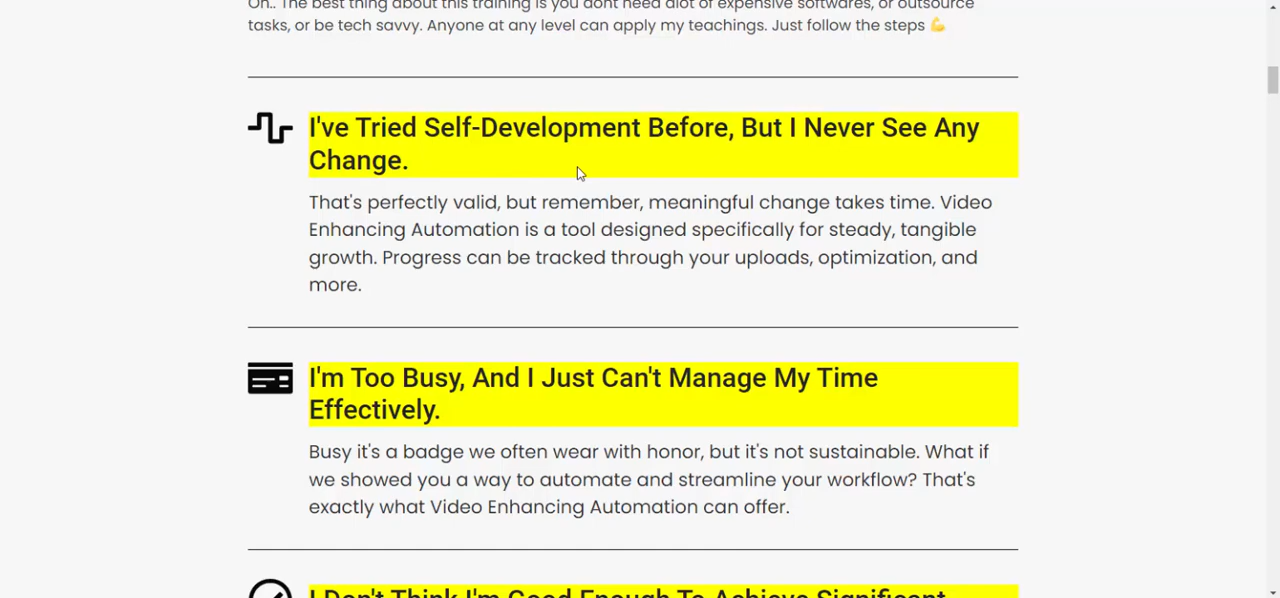 Oh.. The best thing about this training is you dont need alot of expensive softwares, or outsource
tasks, or be tech savvy. Anyone at any level can apply my teachings. Just follow the steps 💪
I've Tried Self-Development Before, But I Never See Any
Change.
That's perfectly valid, but remember, meaningful change takes time. Video
Enhancing Automation is a tool designed specifically for steady, tangible
growth. Progress can be tracked through your uploads, optimization, and
more.
I'm Too Busy, And I Just Can't Manage My Time
Effectively.
Busy it's a badge we often wear with honor, but it's not sustainable. What if
we showed you a way to automate and streamline your workflow? That's
exactly what Video Enhancing Automation can offer.
I Don't Think I'm Good Enough To Achieve Significant